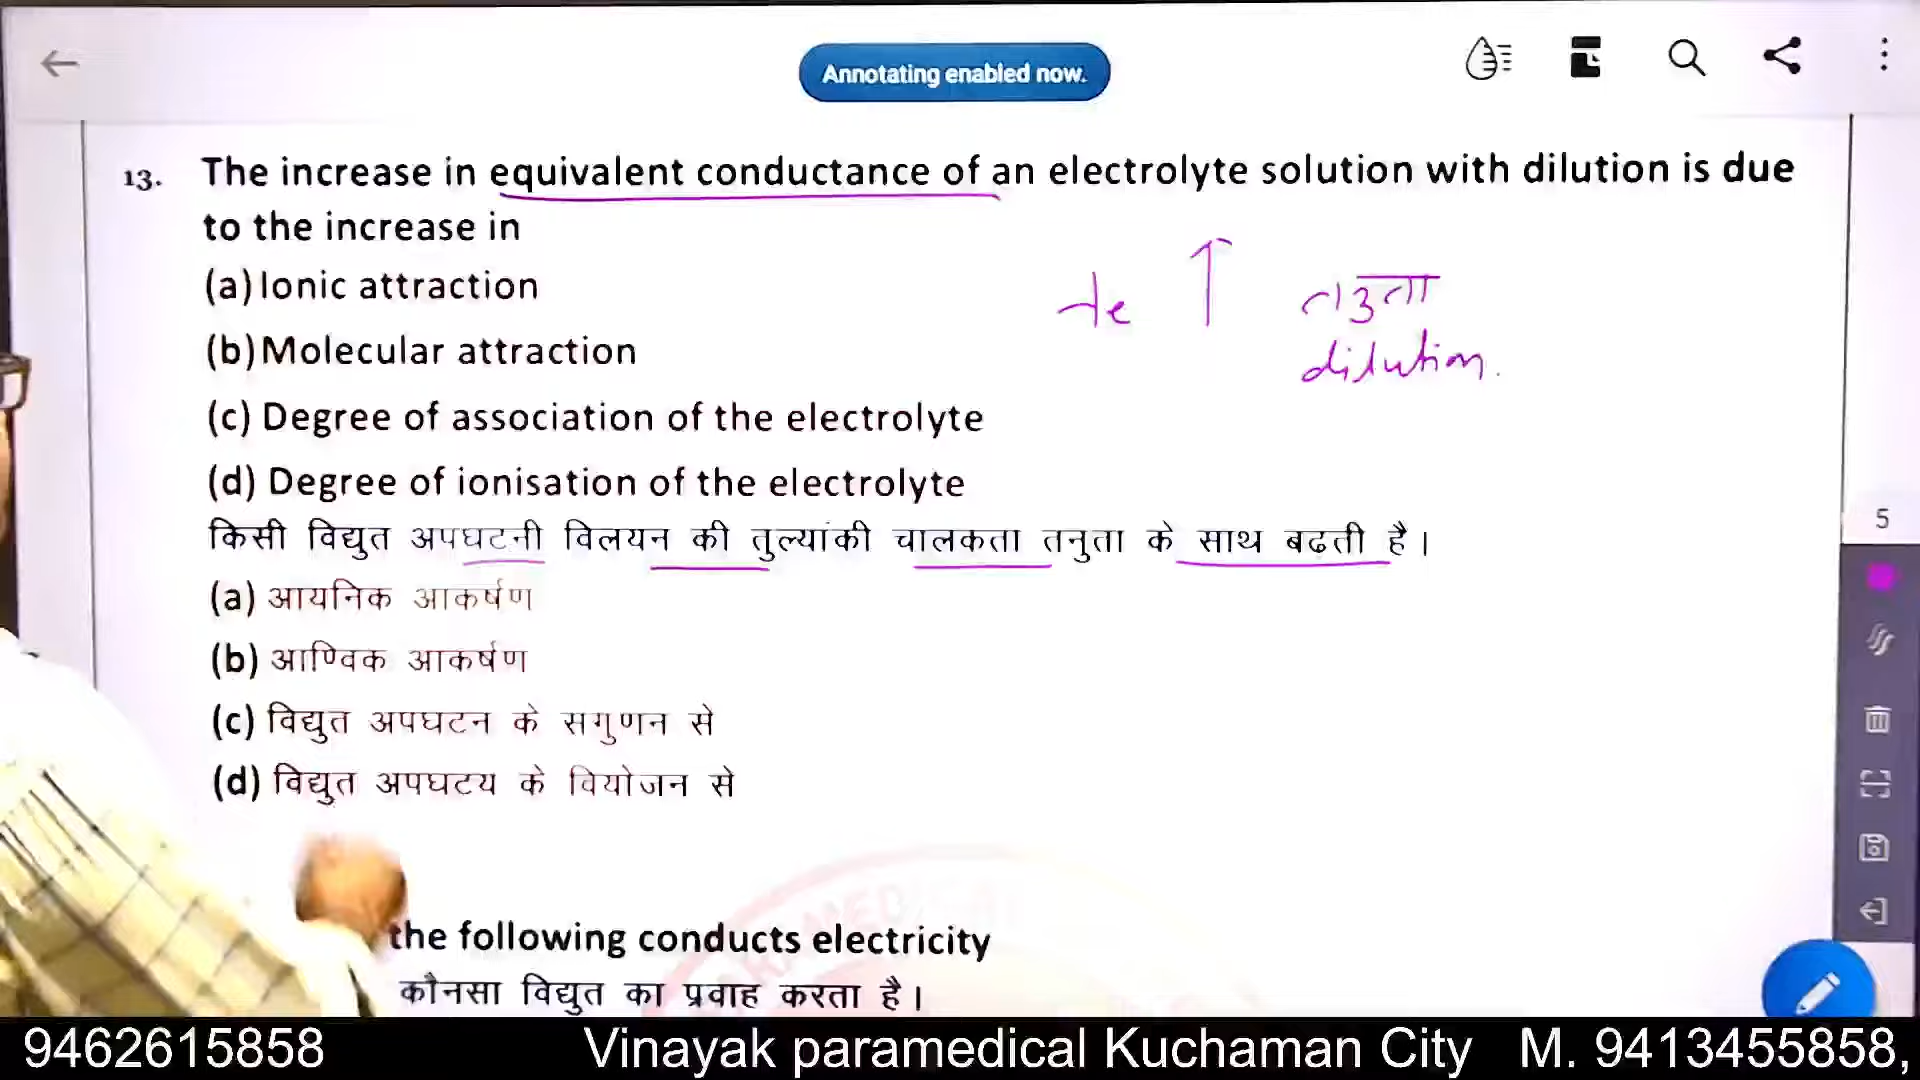 Annotating enabled now.
13. The increase in equivalent conductance of an electrolyte solution with dilution is due
to the increase in
(a) Ionic attraction
(b) Molecular attraction
(c) Degree of association of the electrolyte
(d) Degree of ionisation of the electrolyte
dilution.
किसी विद्युत अपघटनी विलयन की तुल्यांकी चालकता तनुता के साथ बढती है।
(a) आयनिक आकर्षण
(b) आण्विक आकर्षण
(c) विद्युत अपघटन के सगुणन से
(d) विद्युत अपघटय के वियोजन से
5
the following conducts electricity
कौनसा विद्युत का प्रवाह करता है।
9462615858 Vinayak paramedical Kuchaman City M. 9413455858,